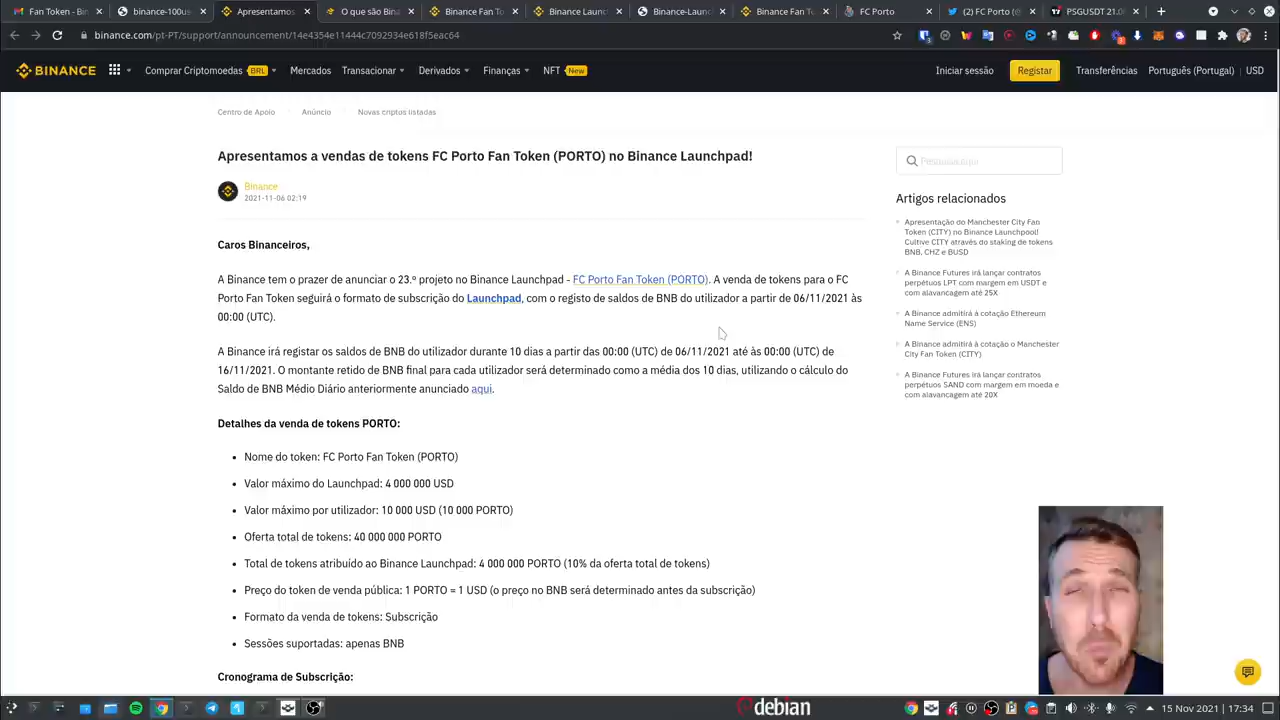 binance-100us
Binance Fan T
binance-100us
Binance Launc
Binance Fan T
FC Porto
(2) FC Porto (
PSGUSDT 21.0
binance.com/pt-PT/support/announcement/14e4354e11444c7092934e618f5eac64
BINANCE
Comprar Criptomoedas BRL
Mercados
Transacionar
Derivados
Finanças
NFT New
Iniciar sessão
Registar
Transferências
Português (Portugal)
USD
Centro de Apoio
Anúncio
Novas criptos listadas
Apresentamos a vendas de tokens FC Porto Fan Token (PORTO) no Binance Launchpad!
Binance
2021-11-06 02:19
Caros Binanceiros,
A Binance tem o prazer de anunciar o 23.º projeto no Binance Launchpad - FC Porto Fan Token (PORTO). A venda de tokens para o FC
Porto Fan Token seguirá o formato de subscrição do Launchpad, com o registo de saldos de BNB do utilizador a partir de 06/11/2021 às
00:00 (UTC).
A Binance irá registar os saldos de BNB do utilizador durante 10 dias a partir das 00:00 (UTC) de 06/11/2021 até às 00:00 (UTC) de
16/11/2021. O montante retido de BNB final para cada utilizador será determinado como a média dos 10 dias, utilizando o cálculo do
Saldo de BNB Médio Diário anteriormente anunciado aqui.
Detalhes da venda de tokens PORTO:
Nome do token: FC Porto Fan Token (PORTO)
Valor máximo do Launchpad: 4 000 000 USD
Valor máximo por utilizador: 10 000 USD (10 000 PORTO)
Oferta total de tokens: 40 000 000 PORTO
Total de tokens atribuído ao Binance Launchpad: 4 000 000 PORTO (10% da oferta total de tokens)
Preço do token de venda pública: 1 PORTO = 1 USD (o preço no BNB será determinado antes da subscrição)
Formato da venda de tokens: Subscrição
Sessões suportadas: apenas BNB
Cronograma de Subscrição:
Pesquisa aqui
Artigos relacionados
Apresentação do Manchester City Fan
Token (CITY) no Binance Launchpool!
Cultive CITY através do staking de tokens
BNB, CHZ e BUSD
A Binance Futures irá lançar contratos
perpétuos LPT com margem em USDT e
com alavancagem até 25X
A Binance admitirá à cotação Ethereum
Name Service (ENS)
A Binance admitirá à cotação o Manchester
City Fan Token (CITY)
A Binance Futures irá lançar contratos
perpétuos SAND com margem em moeda e
com alavancagem até 20X
debian
15 Nov 2021 | 17:34